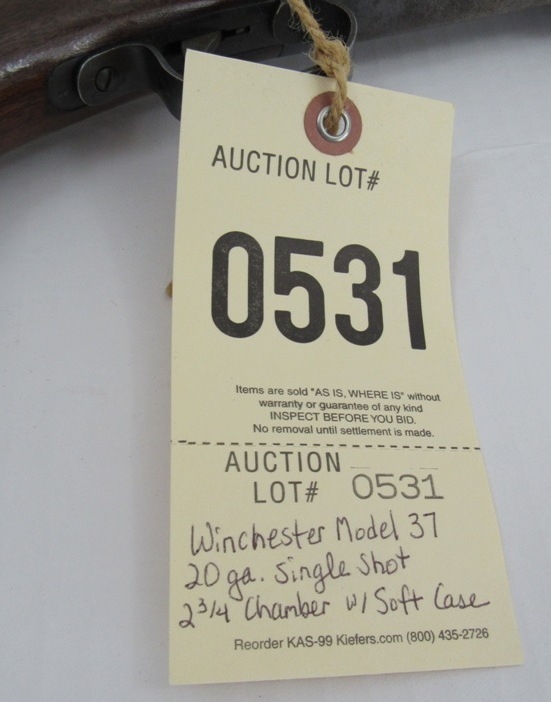 AUCTION LOT#
0531
Items are sold "AS IS, WHERE IS" without
warranty or guarantee of any kind
INSPECT BEFORE YOU BID.
No removal until settlement is made.
AUCTION
LOT# 0531
Winchester Model 37
20 ga. Single Shot
2 3/4 Chamber w/ Soft Case
Reorder KAS-99 Kiefers.com (800) 435-2726